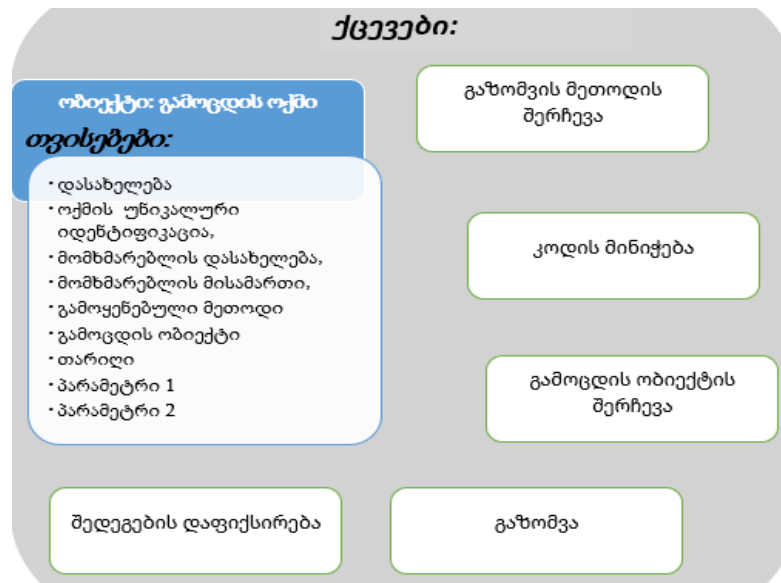 ქცევები:
ობიექტი: გამოცდის ოქმი
თვისებები:
· დასახელება
· ოქმის უნიკალური
იდენტიფიკაცია,
· მომხმარებლის დასახელება,
· მომხმარებლის მისამართი,
· გამოყენებული მეთოდი
· გამოცდის ობიექტი
· თარიღი
· პარამეტრი 1
· პარამეტრი 2
გაზომვის მეთოდის
შერჩევა
კოდის მინიჭება
გამოცდის ობიექტის
შერჩევა
შედეგების დაფიქსირება
გაზომვა